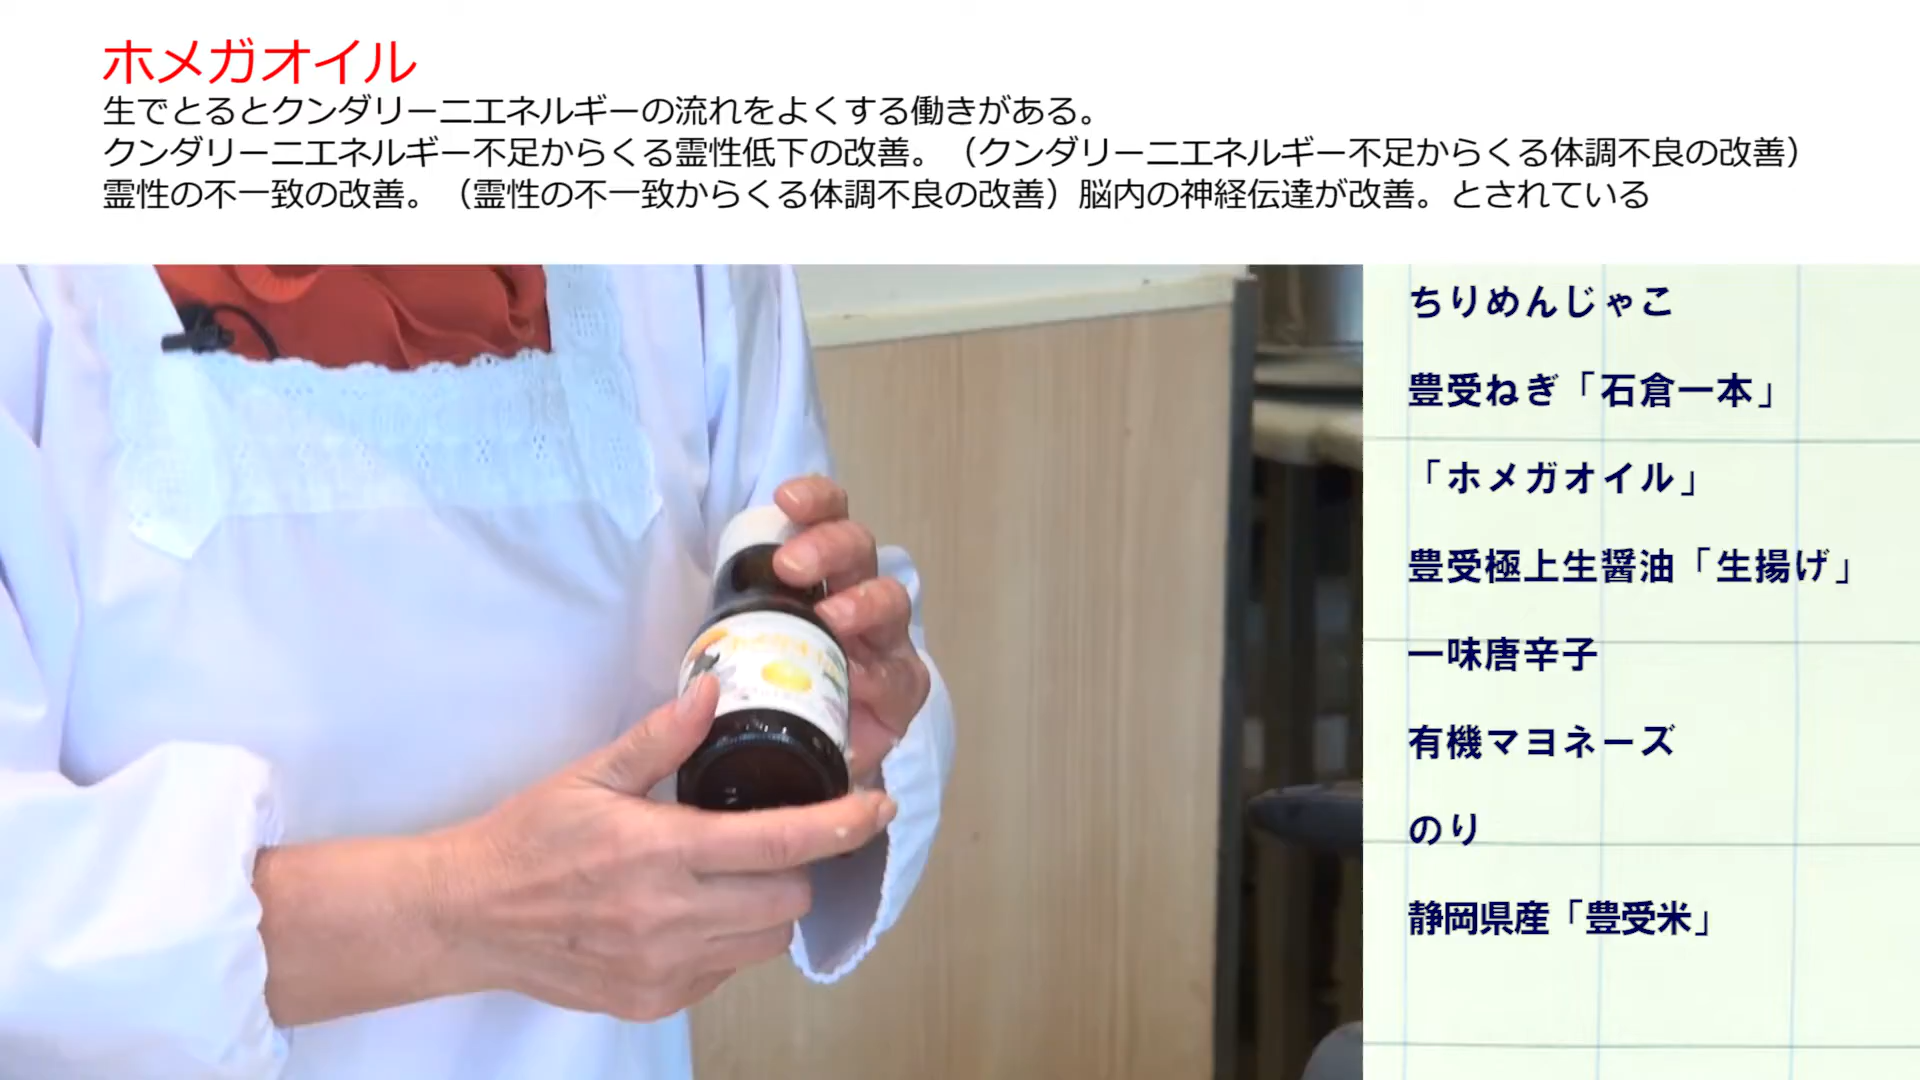 ホメガオイル
生でとるとクンダリーニエネルギーの流れをよくする働きがある。
クンダリーニエネルギー不足からくる霊性低下の改善。（クンダリーニエネルギー不足からくる体調不良の改善）
霊性の不一致の改善。（霊性の不一致からくる体調不良の改善）脳内の神経伝達が改善。とされている
ちりめんじゃこ
豊受ねぎ「石倉一本」
「ホメガオイル」
豊受極上生醤油「生揚げ」
一味唐辛子
有機マヨネーズ
のり
静岡県産「豊受米」